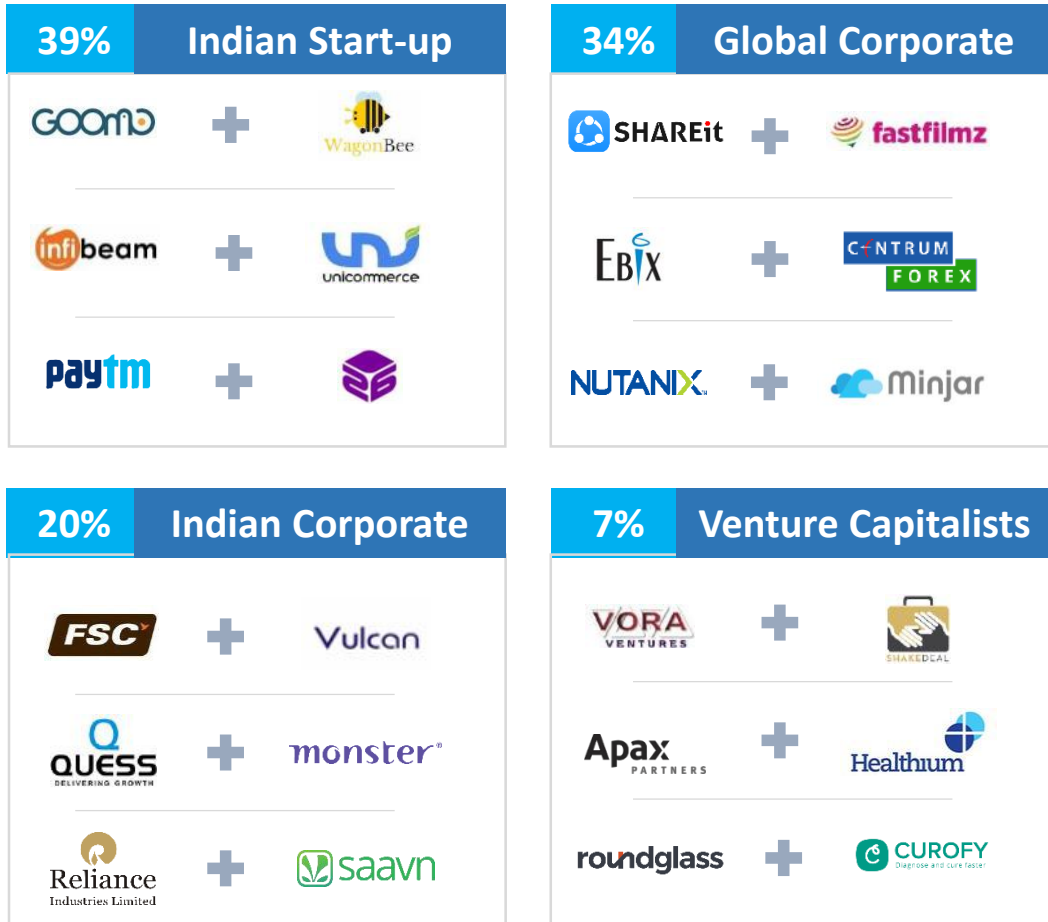 39% Indian Start-up
GOOMO
WagonBee
infibeam
unicommerce
paytm
34% Global Corporate
SHAREit
fastfilmz
EBIX
CENTRUM
FOREX
NUTANIX
Minjar
20% Indian Corporate
FSC
Vulcan
QUESS
DELIVERING GROWTH
monster
Reliance
Industries Limited
saavn
7% Venture Capitalists
VORA
VENTURES
SHAKEDEAL
Apax
PARTNERS
Healthium
roundglass
CUROFY
Diagnose and cure faster